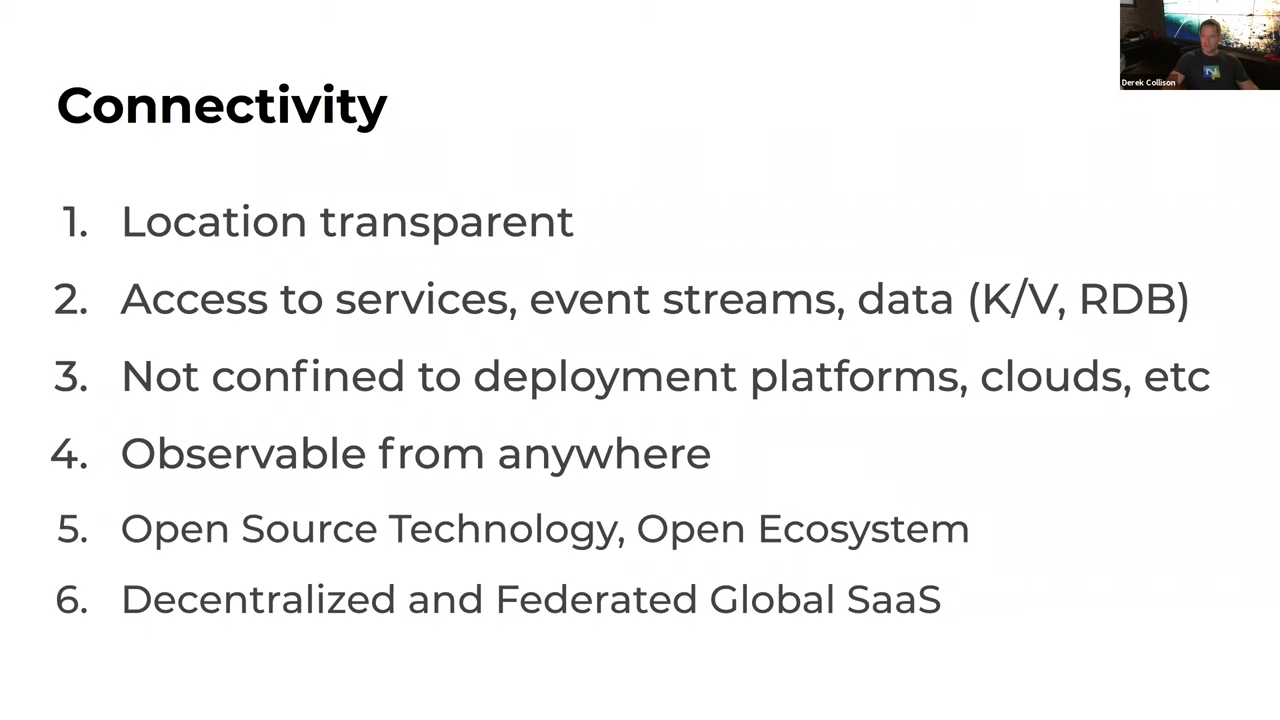 Derek Collison
Connectivity
1. Location transparent
2. Access to services, event streams, data (K/V, RDB)
3. Not confined to deployment platforms, clouds, etc
4. Observable from anywhere
5. Open Source Technology, Open Ecosystem
6. Decentralized and Federated Global SaaS